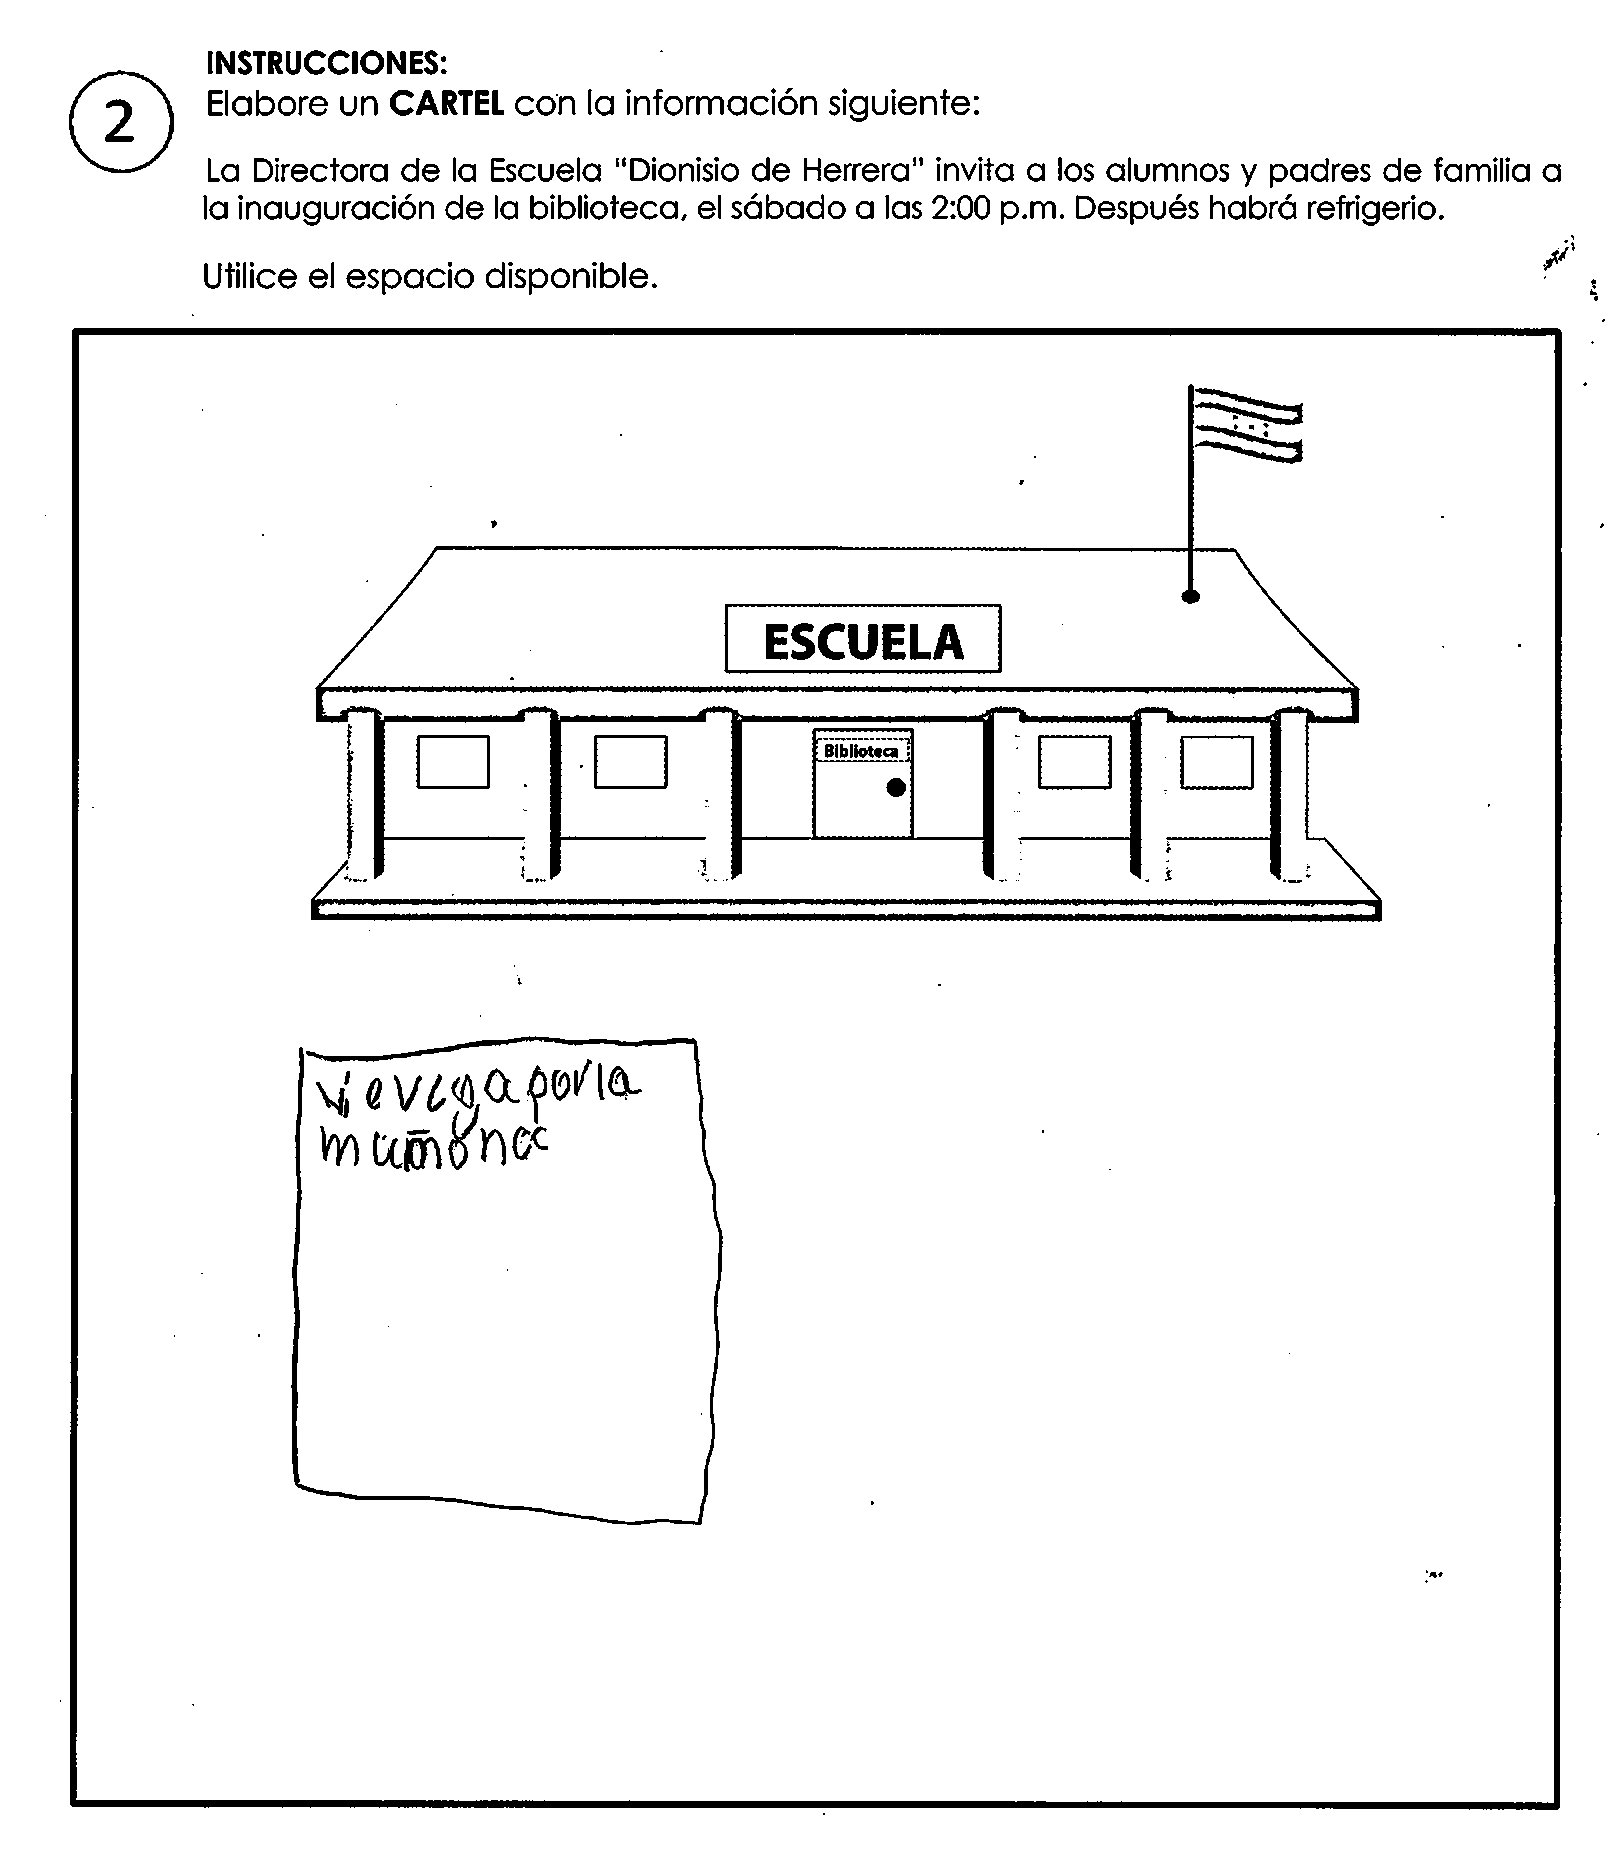 INSTRUCCIONES:
2
Elabore un CARTEL con la información siguiente:
La Directora de la Escuela "Dionisio de Herrera" invita a los alumnos y padres de familia a
la inauguración de la biblioteca, el sábado a las 2:00 p.m. Después habrá refrigerio.
Utilice el espacio disponible.
ESCUELA
Biblioteca
por la